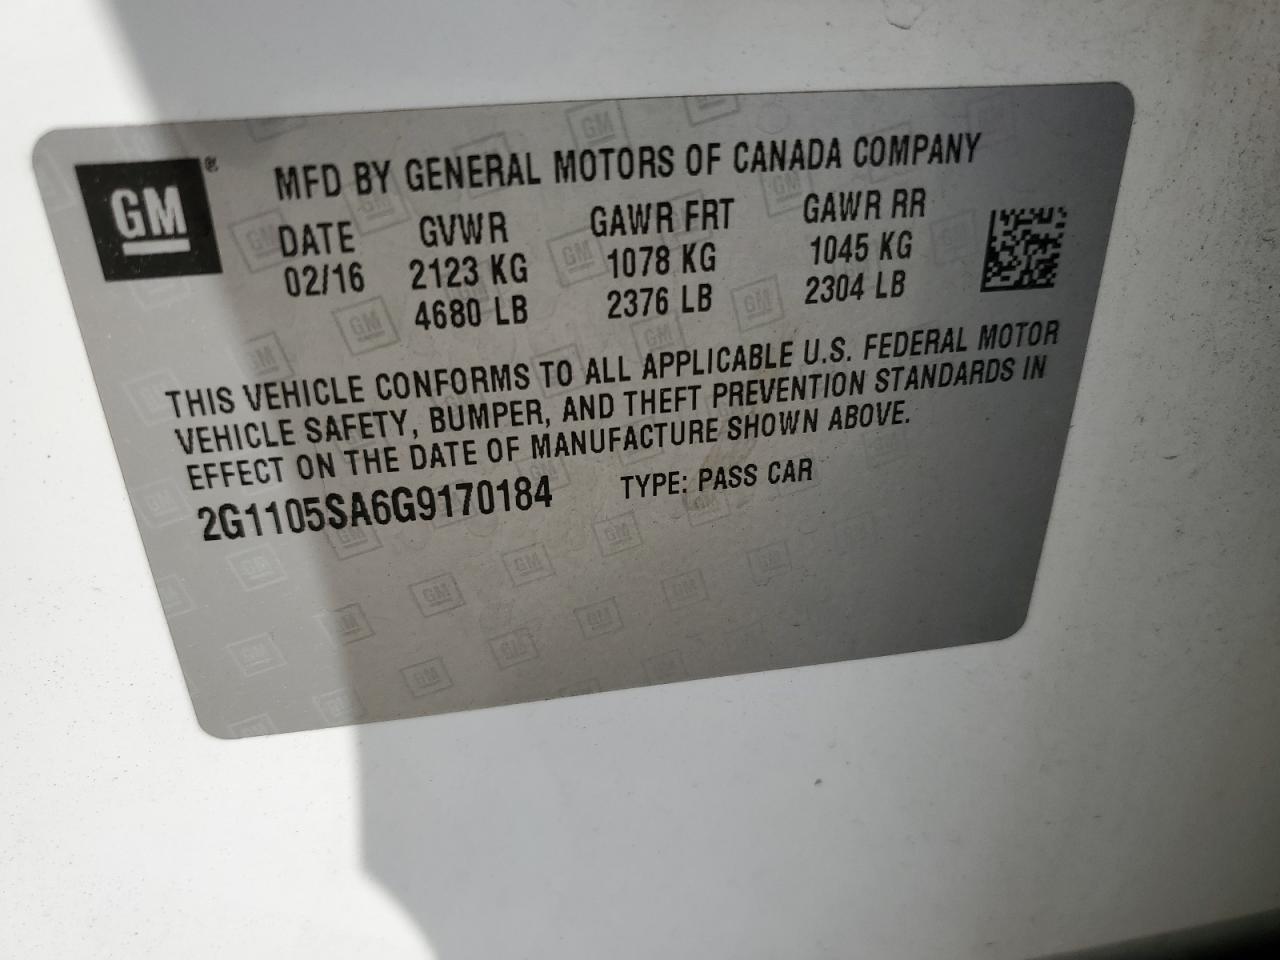 GM®
MFD BY GENERAL MOTORS OF CANADA COMPANY
DATE GVWR GAWR FRT GAWR RR
02/16 2123 KG 1078 KG 1045 KG
4680 LB 2376 LB 2304 LB
THIS VEHICLE CONFORMS TO ALL APPLICABLE U.S. FEDERAL MOTOR
VEHICLE SAFETY, BUMPER, AND THEFT PREVENTION STANDARDS IN
EFFECT ON THE DATE OF MANUFACTURE SHOWN ABOVE.
2G1105SA6G9170184 TYPE: PASS CAR